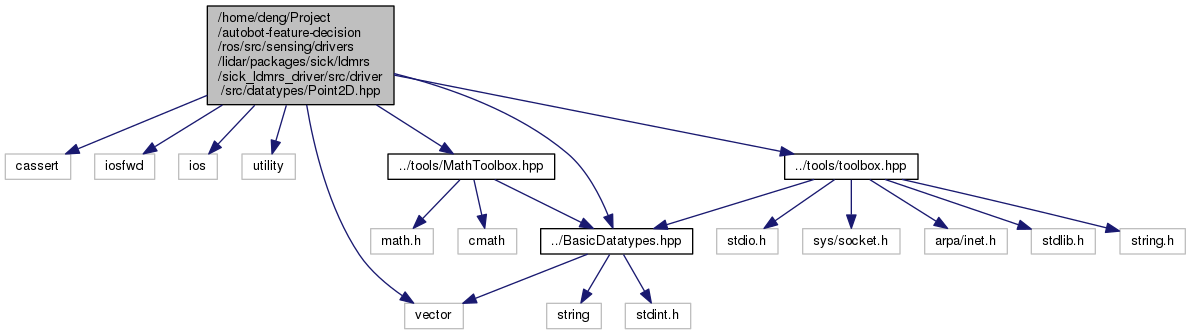 /home/deng/Project
/autobot-feature-decision
/ros/src/sensing/drivers
/lidar/packages/sick/ldmrs
/sick_ldmrs_driver/src/driver
/src/datatypes/Point2D.hpp
cassert
iosfwd
ios
utility
../tools/MathToolbox.hpp
../tools/toolbox.hpp
math.h
cmath
../BasicDatatypes.hpp
stdio.h
sys/socket.h
arpa/inet.h
stdlib.h
string.h
vector
string
stdint.h